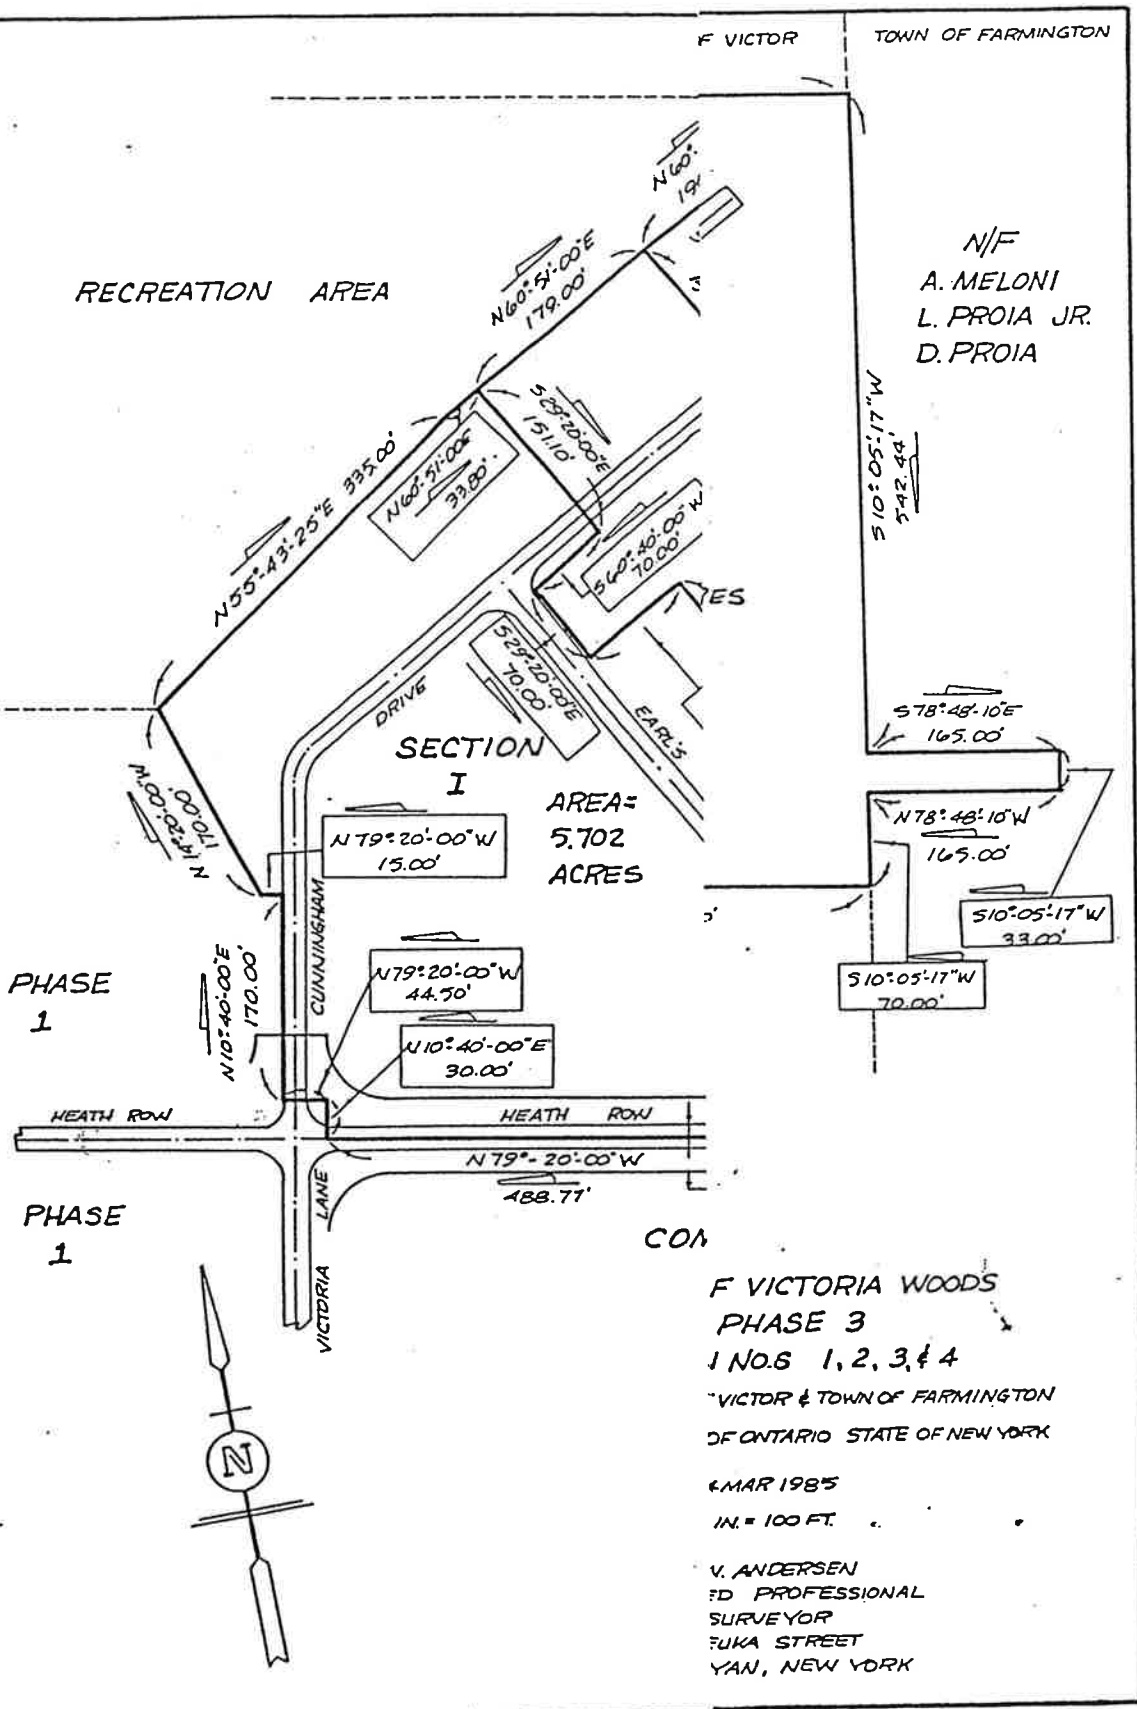 F VICTOR
TOWN OF FARMINGTON
N60°
191
N/F
A. MELONI
L. PROIA JR.
D. PROIA
RECREATION AREA
N60°-51'-00"E
179.00'
S29°-20'-00"E
151.10'
N60°-51'-00"E
33.80'
N55°-43'-25"E 335.00'
S10°-05'-17"W
542.44'
S60°-40'-00"W
70.00'
ES
S29°-20'-00"E
70.00'
DRIVE
EARL'S
SECTION
I
AREA=
5.702
ACRES
S78°-48'-10"E
165.00'
N78°-48'-10"W
165.00'
N19°-20'-00"W
170.00'
N79°-20'-00"W
15.00'
CUNNINGHAM
S10°-05'-17"W
33.00'
S10°-05'-17"W
70.00'
PHASE
1
N10°-40'-00"E
170.00'
N79°-20'-00"W
44.50'
N10°-40'-00"E
30.00'
HEATH ROW
HEATH ROW
N79°-20'-00"W
488.77'
PHASE
1
VICTORIA LANE
CON
F VICTORIA WOODS
PHASE 3
NO.S 1, 2, 3, & 4
VICTOR & TOWN OF FARMINGTON
OF ONTARIO STATE OF NEW YORK
MAR 1985
IN. = 100 FT.
V. ANDERSEN
ED PROFESSIONAL
SURVEYOR
EUKA STREET
YAN, NEW YORK
N